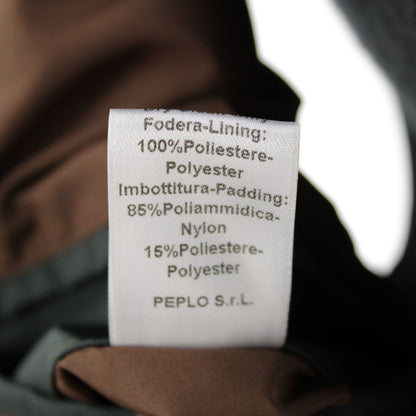 Fodera-Lining:
100%Poliestere-
Polyester
Imbottitura-Padding:
85%Poliammidica-
Nylon
15%Poliestere-
Polyester
PEPLO S.r.L.